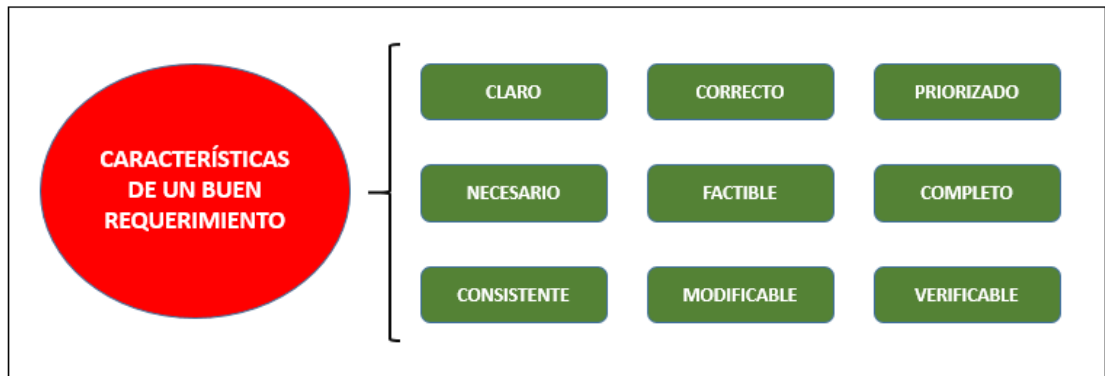 CARACTERÍSTICAS
DE UN BUEN
REQUERIMIENTO
CLARO
CORRECTO
PRIORIZADO
NECESARIO
FACTIBLE
COMPLETO
CONSISTENTE
MODIFICABLE
VERIFICABLE